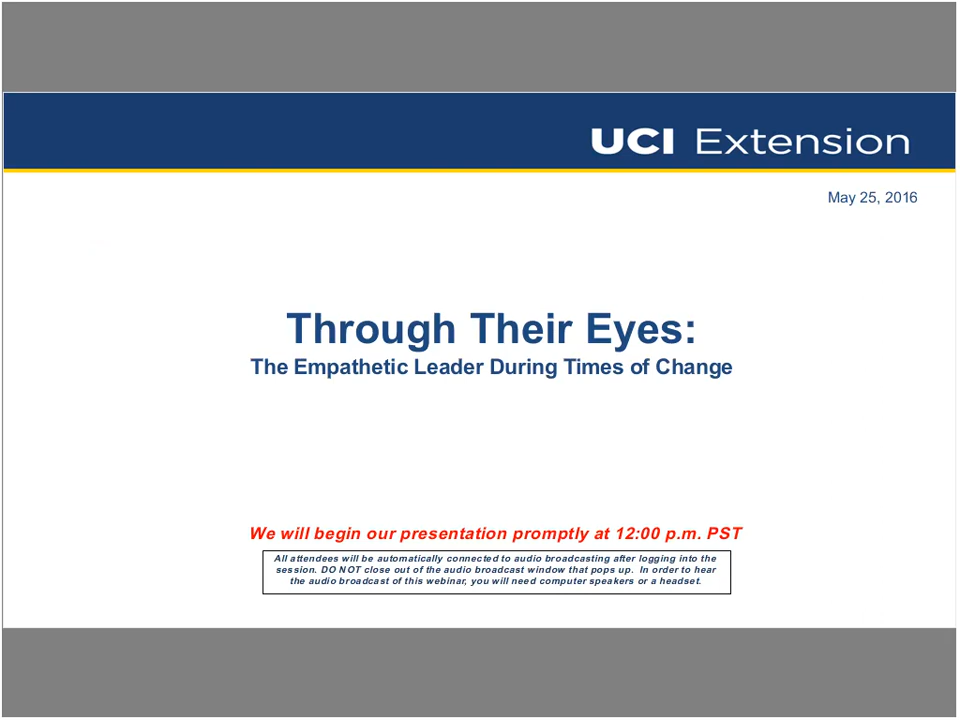 UCI Extension
May 25, 2016
Through Their Eyes:
The Empathetic Leader During Times of Change
We will begin our presentation promptly at 12:00 p.m. PST
All attendees will be automatically connected to audio broadcasting after logging into the
session. DO NOT close out of the audio broadcast window that pops up. In order to hear
the audio broadcast of this webinar, you will need computer speakers or a headset.